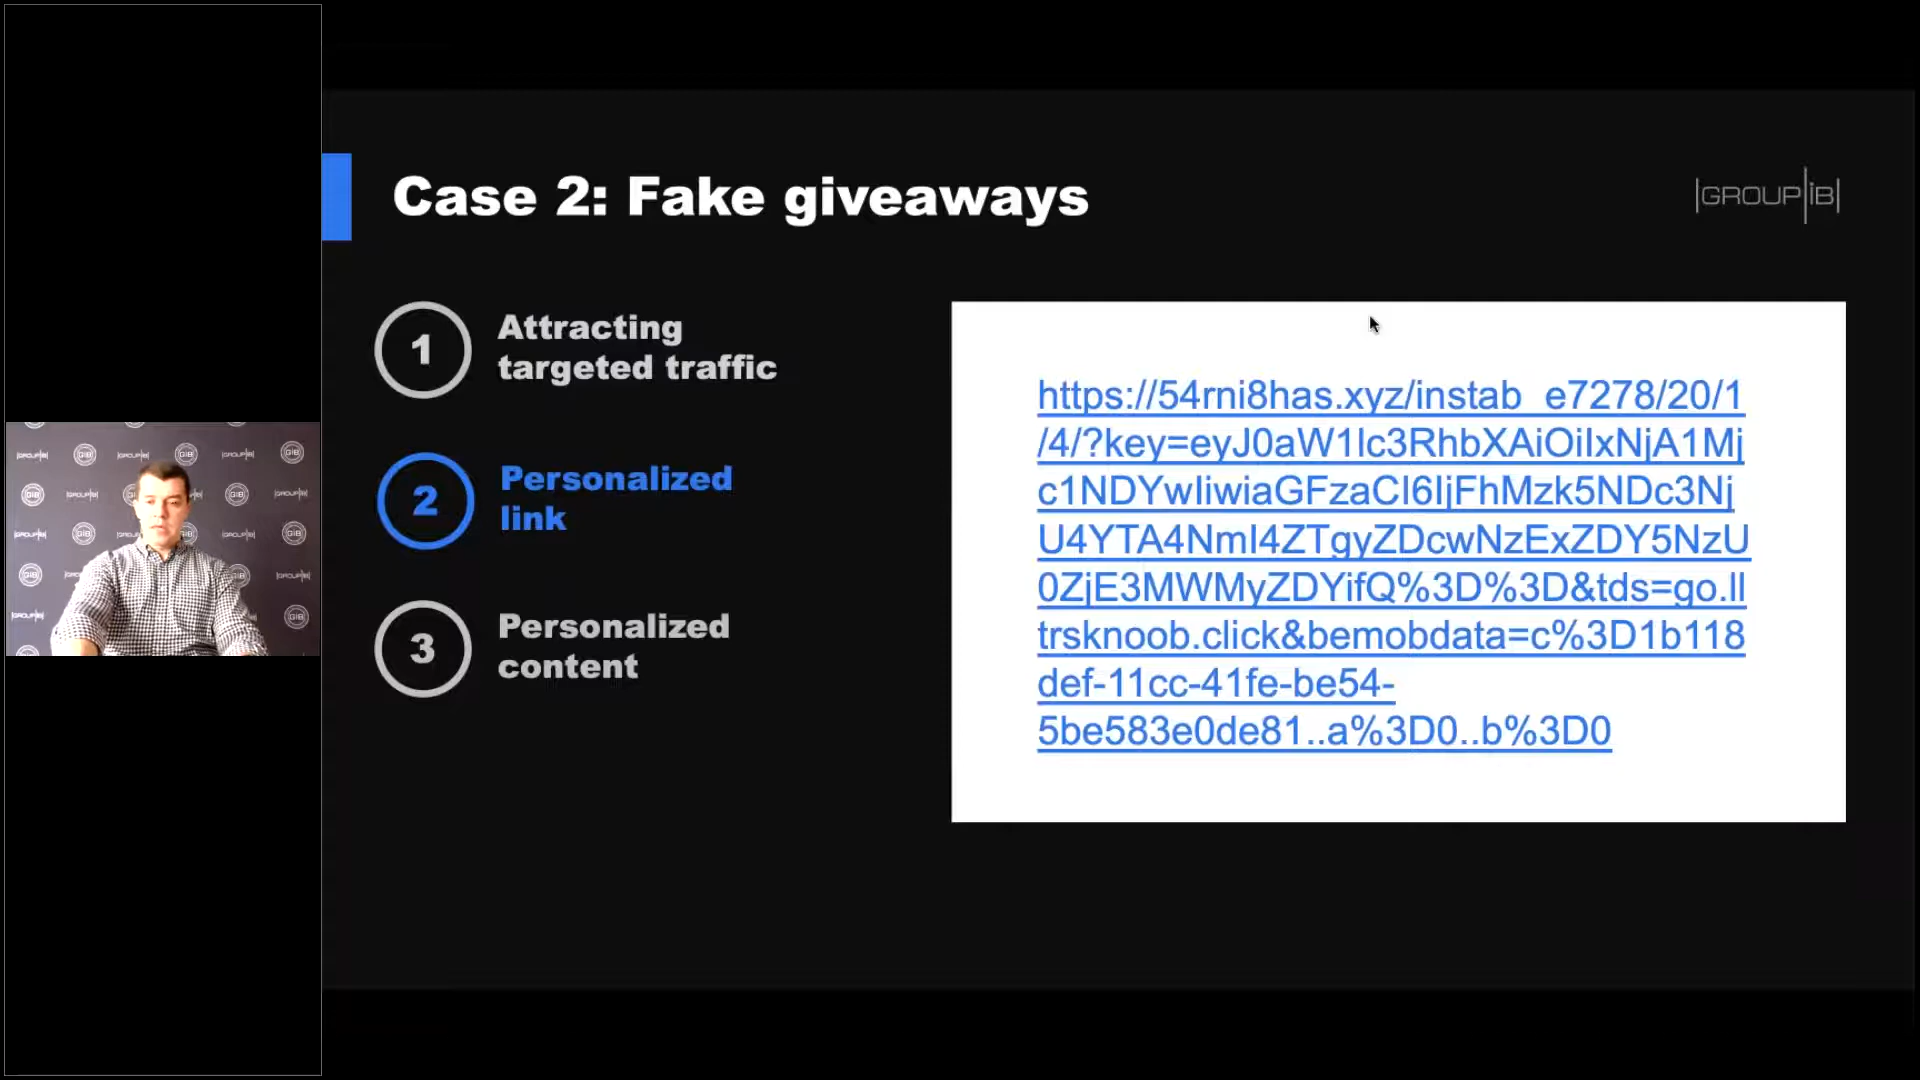 Case 2: Fake giveaways
|GROUP|iB|
1
Attracting
targeted traffic
2
Personalized
link
3
Personalized
content
https://54rni8has.xyz/instab_e7278/20/1
/4/?key=eyJ0aW1lc3RhbXAiOiIxNjA1Mj
c1NDYwIiwiaGFzaCI6IjFhMzk5NDc3Nj
U4YTA4NmI4ZTgyZDcwNzExZDY5NzU
0ZjE3MWMyZDYifQ%3D%3D&tds=go.ll
trsknoob.click&bemobdata=c%3D1b118
def-11cc-41fe-be54-
5be583e0de81..a%3D0..b%3D0